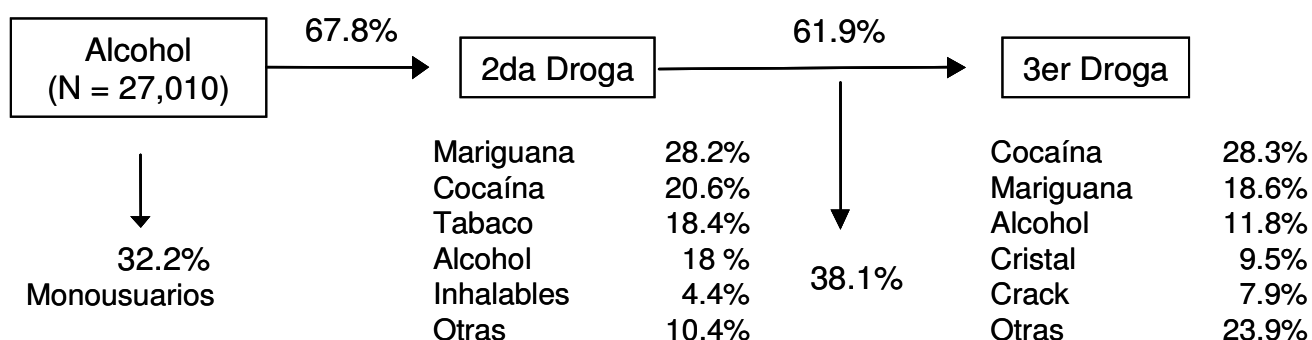 Alcohol
(N = 27,010)
67.8%
2da Droga
61.9%
3er Droga
32.2%
Monousuarios
Mariguana 28.2%
Cocaína 20.6%
Tabaco 18.4%
Alcohol 18 %
Inhalables 4.4%
Otras 10.4%
38.1%
Cocaína 28.3%
Mariguana 18.6%
Alcohol 11.8%
Cristal 9.5%
Crack 7.9%
Otras 23.9%